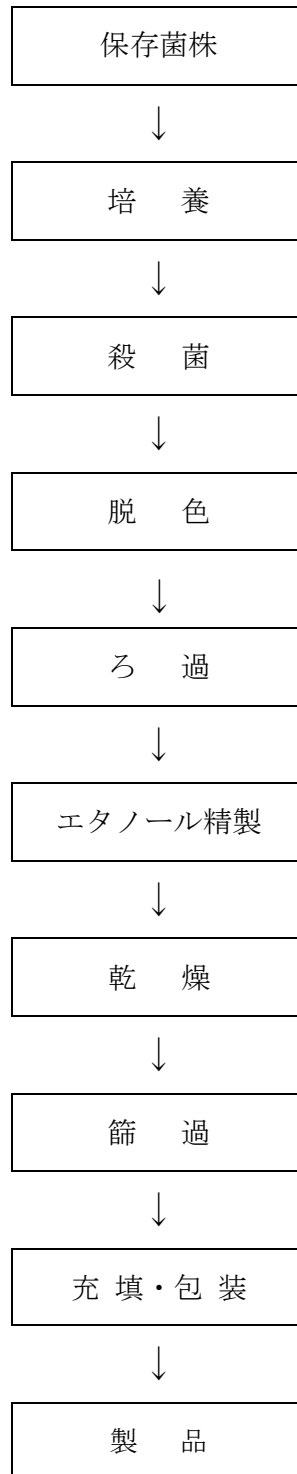 保存菌株
↓
培　養
↓
殺　菌
↓
脱　色
↓
ろ　過
↓
エタノール精製
↓
乾　燥
↓
篩　過
↓
充 填・包 装
↓
製　品